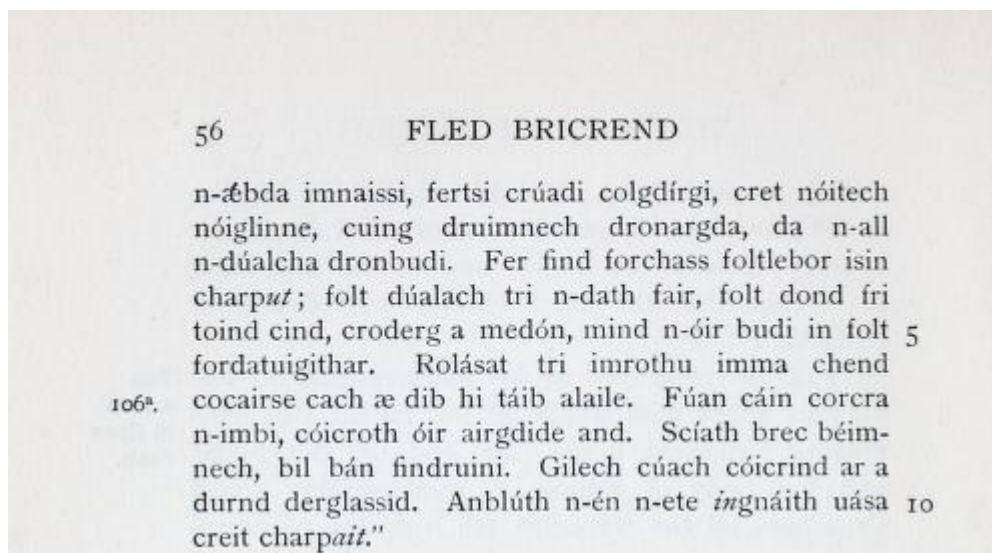 56 FLED BRICREND
n-ǽbda imnaissi, fertsi crúadi colgdírgi, cret nóitech
nóiglinne, cuing druimnech dronargda, da n-all
n-dúalcha dronbudi. Fer find forchass foltlebor isin
charput; folt dúalach tri n-dath fair, folt dond fri
toind cind, croderg a medón, mind n-óir budi in folt 5
fordatuigithar. Rolásat tri imrothu imma chend
106a. cocairse cach æ dib hi táib alaile. Fúan cáin corcra
n-imbi, cóicroth óir airgdide and. Scíath brec béim-
nech, bil bán findruini. Gilech cúach cóicrind ar a
durnd derglassid. Anblúth n-én n-ete ingnáith uása 10
creit charpait."